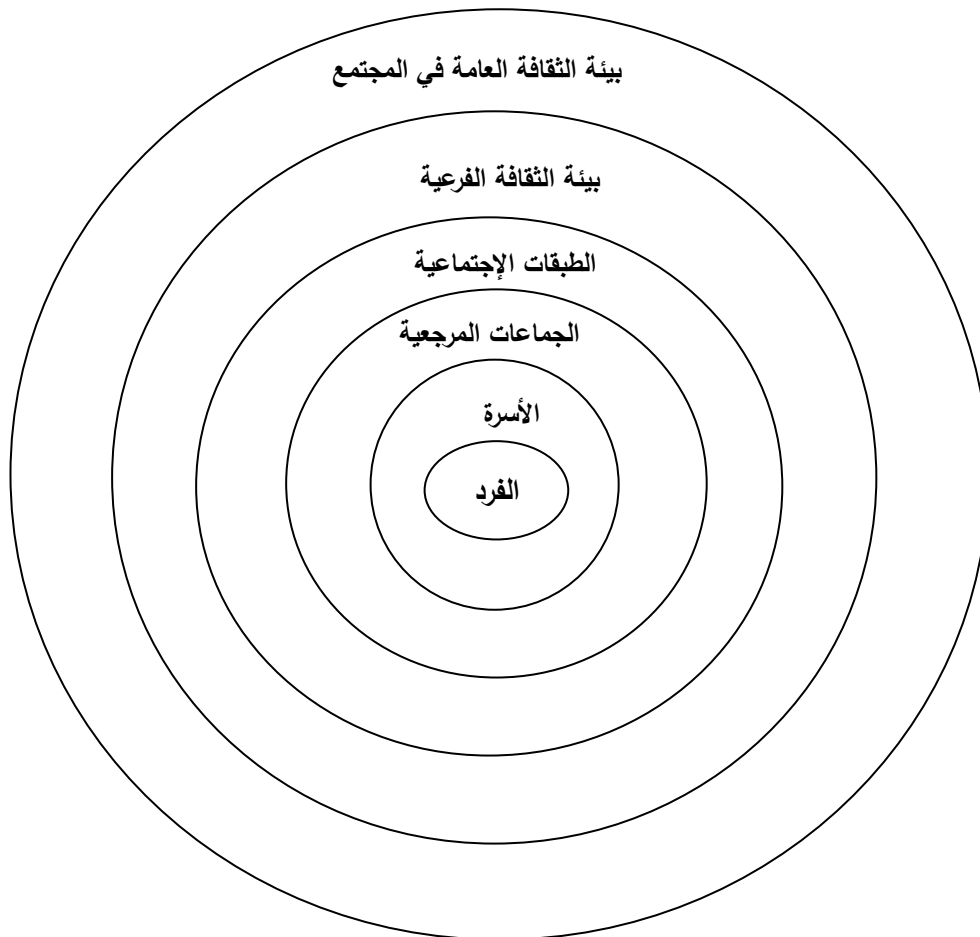 بيئة الثقافة العامة في المجتمع
بيئة الثقافة الفرعية
الطبقات الإجتماعية
الجماعات المرجعية
الأسرة
الفرد